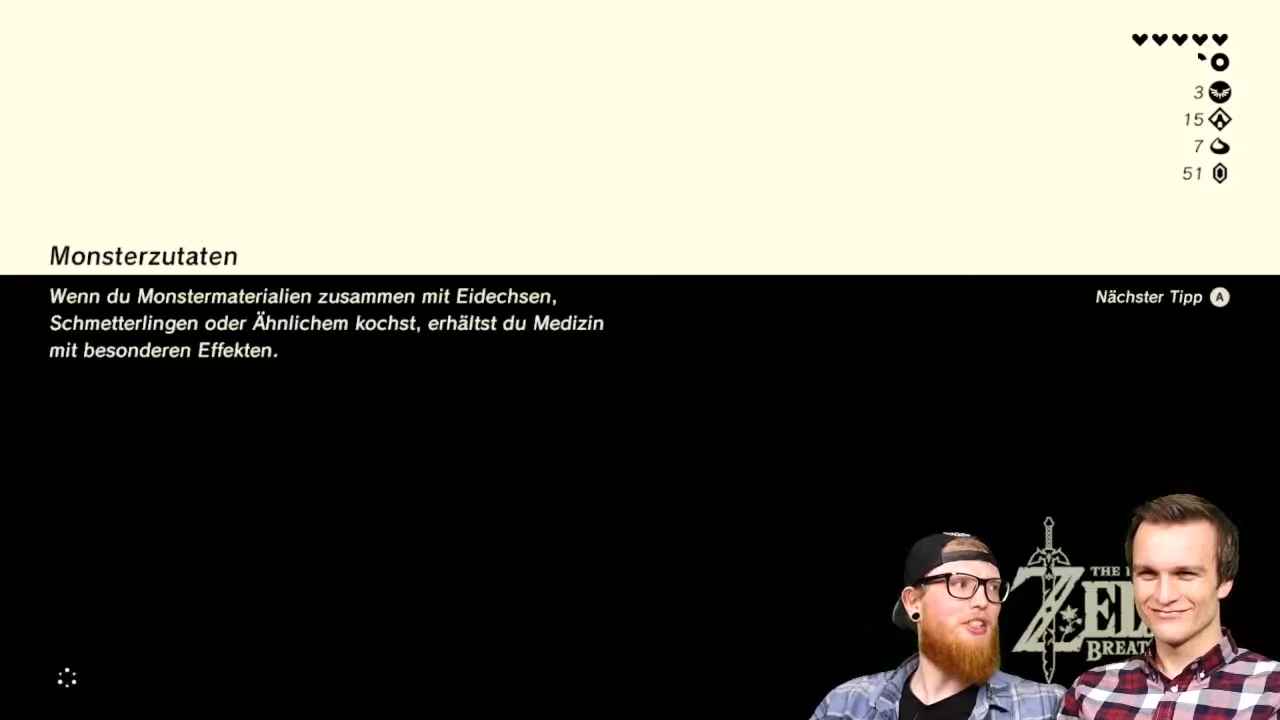 3
15
7
51
Monsterzutaten
Wenn du Monstermaterialien zusammen mit Eidechsen,
Schmetterlingen oder Ähnlichem kochst, erhältst du Medizin
mit besonderen Effekten.
Nächster Tipp A
THE
ZEL
BREAT